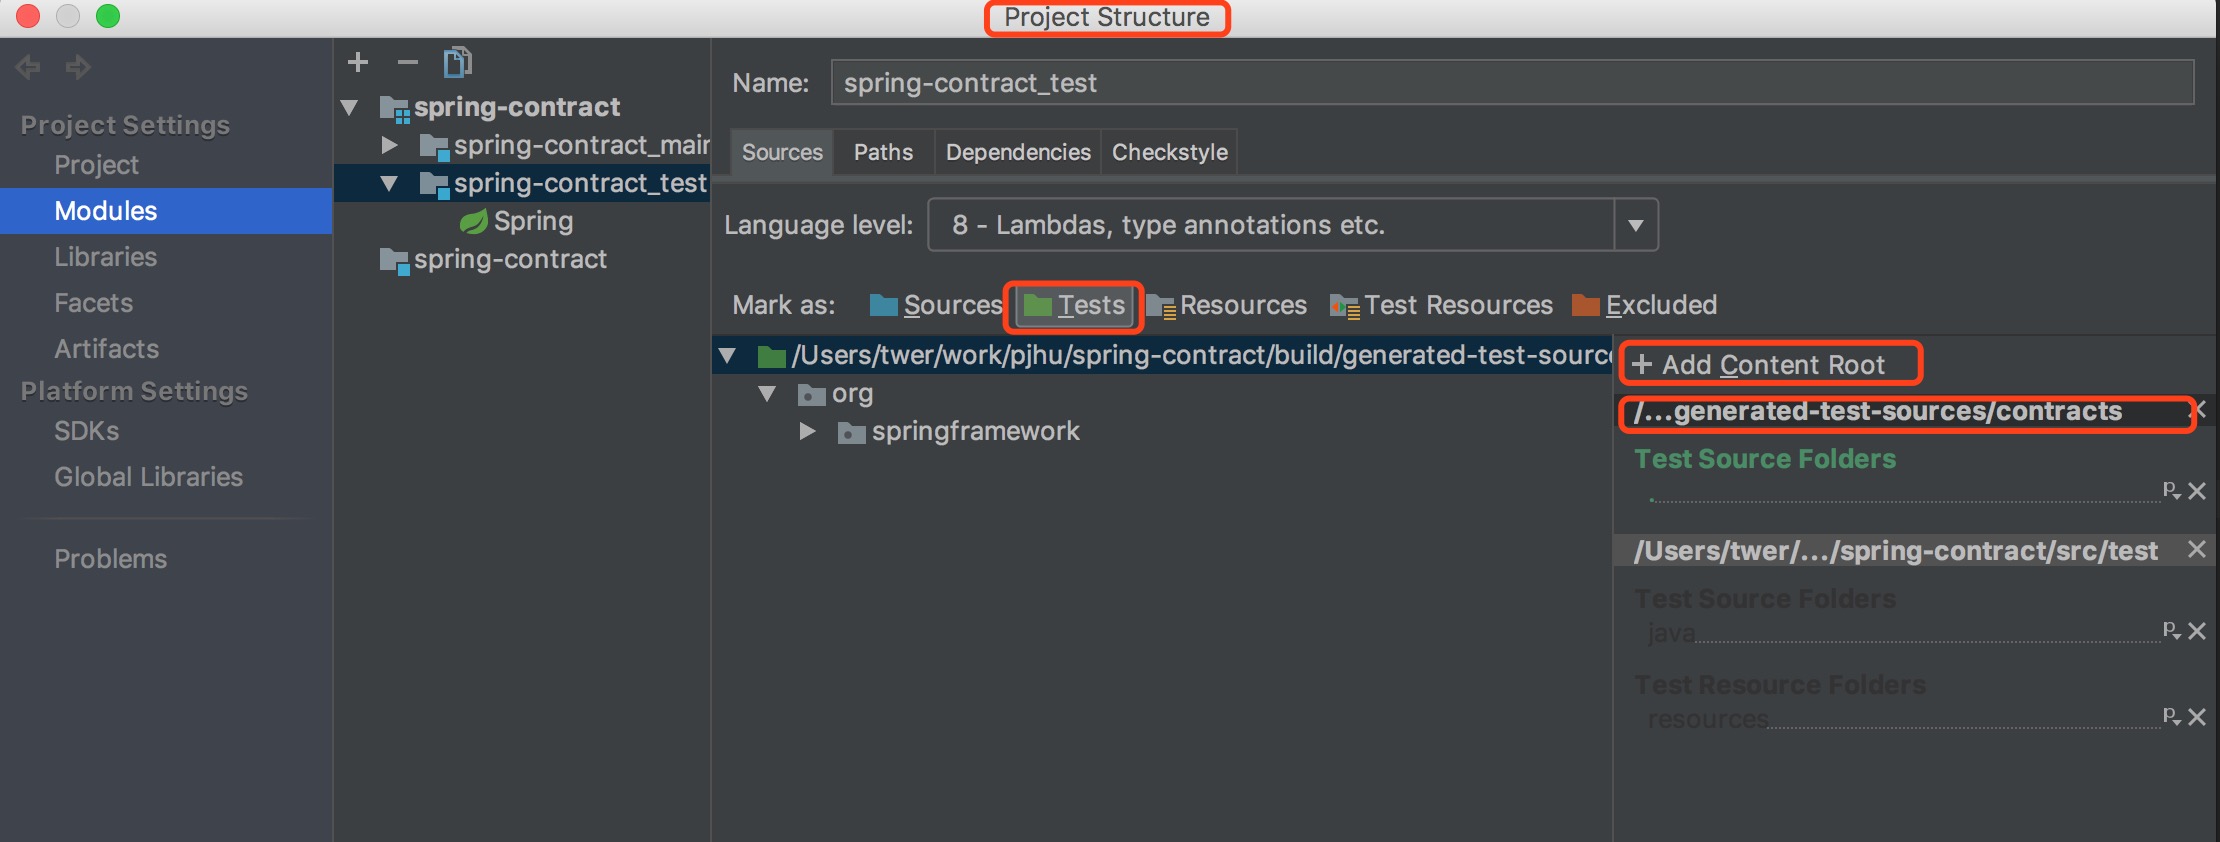 Project Structure
Project Settings
Project
Modules
Libraries
Facets
Artifacts
Platform Settings
SDKs
Global Libraries
Problems
spring-contract
spring-contract_mair
spring-contract_test
Spring
spring-contract
Name: spring-contract_test
Sources Paths Dependencies Checkstyle
Language level: 8 - Lambdas, type annotations etc.
Mark as: Sources Tests Resources Test Resources Excluded
/Users/twer/work/pjhu/spring-contract/build/generated-test-sourc
org
springframework
+ Add Content Root
/...generated-test-sources/contracts
Test Source Folders
.
/Users/twer/.../spring-contract/src/test
Test Source Folders
java
Test Resource Folders
resources